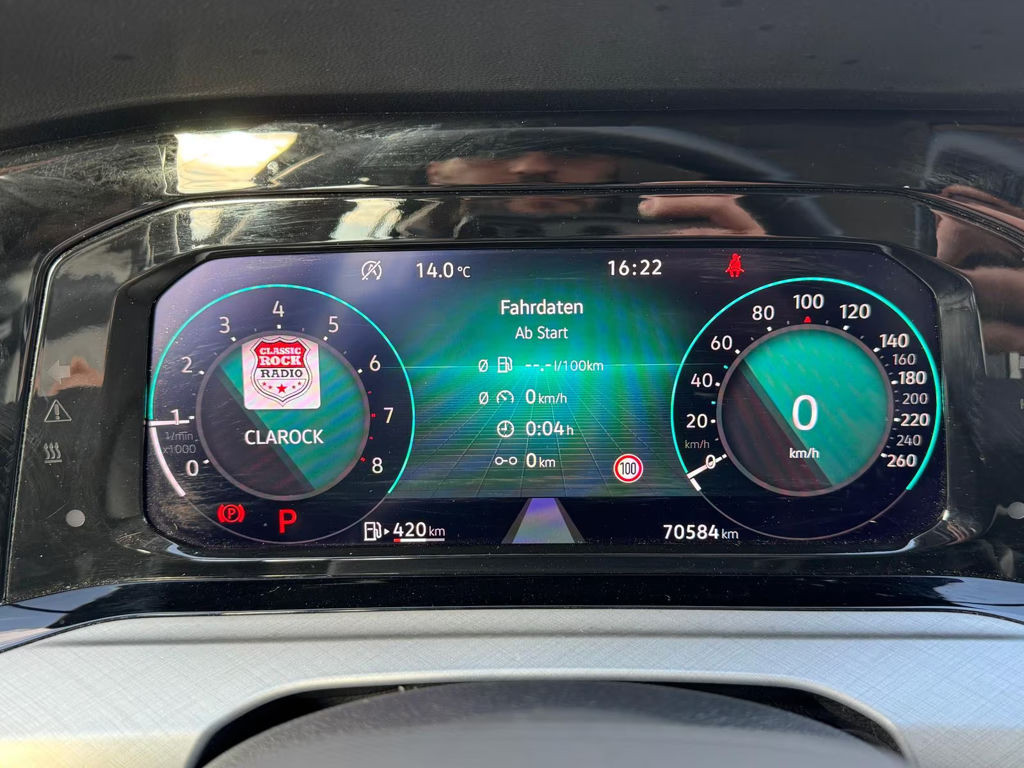 14.0°C
16:22
Fahrdaten
Ab Start
Ø --.- l/100km
Ø 0 km/h
0:04 h
0 km
100
0
1
2
3
4
5
6
7
8
1/min
x1000
CLASSIC
ROCK
RADIO
CLAROCK
0
20
40
60
80
100
120
140
160
180
200
220
240
260
km/h
0
km/h
P
P
420 km
70584 km